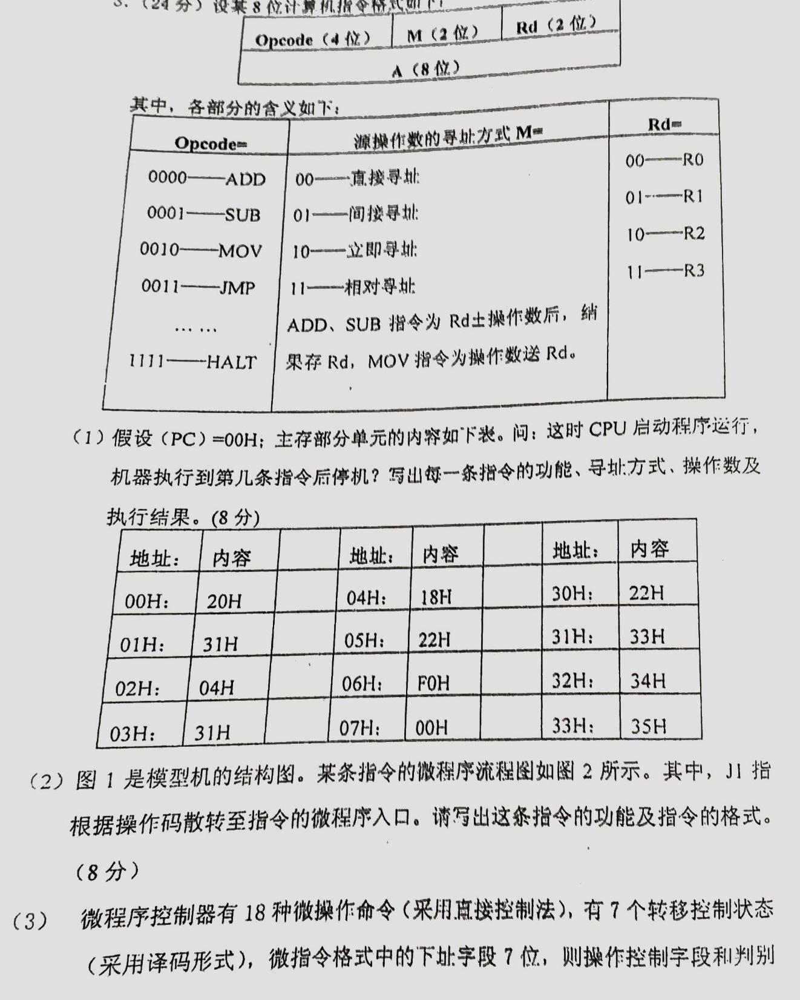 3.（24 分）设某 8 位计算机指令格式如下：
Opcode（4 位） M（2 位） Rd（2 位）
A（8 位）
其中，各部分的含义如下：
Opcode= 源操作数的寻址方式 M= Rd=
0000——ADD 00——直接寻址 00——R0
0001——SUB 01——间接寻址 01——R1
0010——MOV 10——立即寻址 10——R2
0011——JMP 11——相对寻址 11——R3
…… ADD、SUB 指令为 Rd±操作数后，结
1111——HALT 果存 Rd，MOV 指令为操作数送 Rd。
（1）假设（PC）=00H；主存部分单元的内容如下表。问：这时 CPU 启动程序运行，
机器执行到第几条指令后停机？写出每一条指令的功能、寻址方式、操作数及
执行结果。(8 分)
地址： 内容 地址： 内容 地址： 内容
00H： 20H 04H： 18H 30H： 22H
01H： 31H 05H： 22H 31H： 33H
02H： 04H 06H： F0H 32H： 34H
03H： 31H 07H： 00H 33H： 35H
（2）图 1 是模型机的结构图。某条指令的微程序流程图如图 2 所示。其中，J1 指
根据操作码散转至指令的微程序入口。请写出这条指令的功能及指令的格式。
（8 分）
（3） 微程序控制器有 18 种微操作命令（采用直接控制法），有 7 个转移控制状态
（采用译码形式），微指令格式中的下址字段 7 位，则操作控制字段和判别